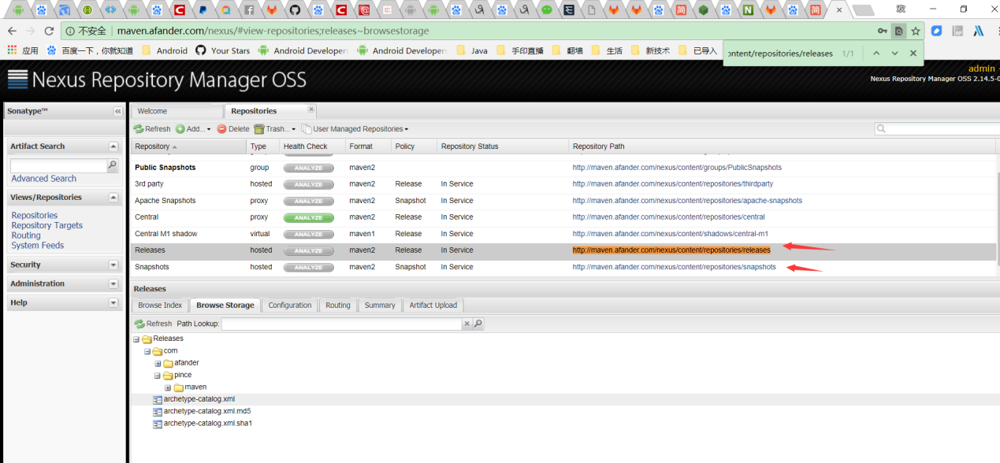 不安全 maven.afander.com/nexus/#view-repositories;releases~browsestorage
应用 百度一下，你就知道 Android Your Stars Android Developer Android Developers Java 手印直播 翻墙 生活 新技术 已导入
ontent/repositories/releases 1/1
Nexus Repository Manager OSS
admin
Nexus Repository Manager OSS 2.14.5-0
Sonatype™
Artifact Search
Advanced Search
Views/Repositories
Repositories
Repository Targets
Routing
System Feeds
Security
Administration
Help
Welcome Repositories
Refresh Add... Delete Trash... User Managed Repositories
Repository Type Health Check Format Policy Repository Status Repository Path
Public Snapshots group ANALYZE maven2 http://maven.afander.com/nexus/content/groups/PublicSnapshots
3rd party hosted ANALYZE maven2 Release In Service http://maven.afander.com/nexus/content/repositories/thirdparty
Apache Snapshots proxy ANALYZE maven2 Snapshot In Service http://maven.afander.com/nexus/content/repositories/apache-snapshots
Central proxy ANALYZE maven2 Release In Service http://maven.afander.com/nexus/content/repositories/central
Central M1 shadow virtual ANALYZE maven1 Release In Service http://maven.afander.com/nexus/content/shadows/central-m1
Releases hosted ANALYZE maven2 Release In Service http://maven.afander.com/nexus/content/repositories/releases
Snapshots hosted ANALYZE maven2 Snapshot In Service http://maven.afander.com/nexus/content/repositories/snapshots
Releases
Browse Index Browse Storage Configuration Routing Summary Artifact Upload
Refresh Path Lookup:
Releases
com
afander
pince
maven
archetype-catalog.xml
archetype-catalog.xml.md5
archetype-catalog.xml.sha1